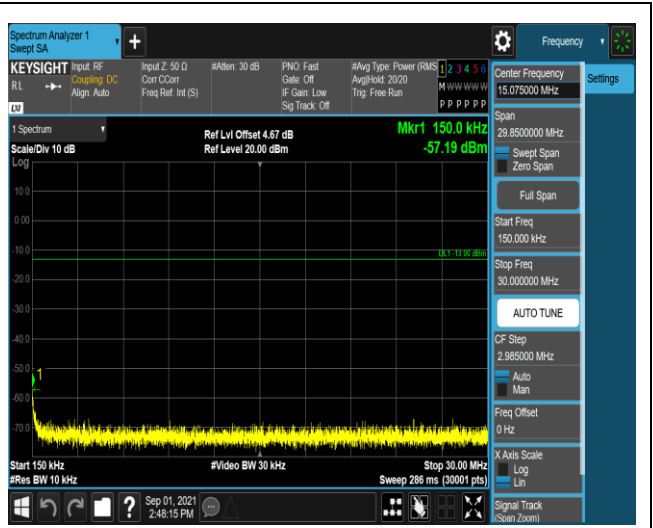 Spectrum Analyzer 1
Swept SA
Frequency
KEYSIGHT
RL
LXI
Input: RF
Coupling: DC
Align: Auto
Input Z: 50 Ω
Corr CCorr
Freq Ref: Int (S)
#Atten: 30 dB
PNO: Fast
Gate: Off
IF Gain: Low
Sig Track: Off
#Avg Type: Power (RMS
Avg|Hold: 20/20
Trig: Free Run
1 2 3 4 5 6
M W W W W W
P P P P P P
Center Frequency
15.075000 MHz
Settings
1 Spectrum
Scale/Div 10 dB
Log
Ref Lvl Offset 4.67 dB
Ref Level 20.00 dBm
Mkr1 150.0 kHz
-57.19 dBm
Span
29.8500000 MHz
Swept Span
Zero Span
Full Span
Start Freq
150.000 kHz
Stop Freq
30.000000 MHz
AUTO TUNE
CF Step
2.985000 MHz
Auto
Man
Freq Offset
0 Hz
X Axis Scale
Log
Lin
Signal Track
(Span Zoom)
10.0
0.00
-10.0
DL1 -13.00 dBm
-20.0
-30.0
-40.0
-50.0
1
-60.0
-70.0
Start 150 kHz
#Res BW 10 kHz
#Video BW 30 kHz
Stop 30.00 MHz
Sweep 286 ms (30001 pts)
?
Sep 01, 2021
2:48:15 PM